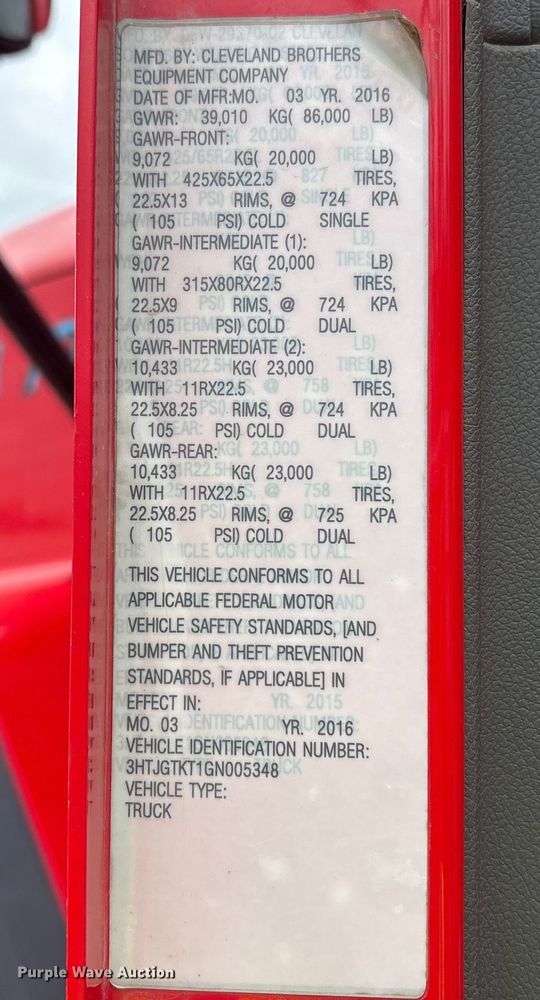 MFD. BY: CLEVELAND BROTHERS
EQUIPMENT COMPANY YR. 2015
DATE OF MFR:MO. 03 YR. 2016
GVWR: 39,010 KG( 86,000 LB)
GAWR-FRONT:
9,072 KG( 20,000 LB)
WITH 425X65X22.5 TIRES,
22.5X13 RIMS, @ 724 KPA
( 105 PSI) COLD SINGLE
GAWR-INTERMEDIATE (1):
9,072 KG( 20,000 LB)
WITH 315X80RX22.5 TIRES,
22.5X9 RIMS, @ 724 KPA
( 105 PSI) COLD DUAL
GAWR-INTERMEDIATE (2):
10,433 KG( 23,000 LB)
WITH 11RX22.5 TIRES,
22.5X8.25 RIMS, @ 724 KPA
( 105 PSI) COLD DUAL
GAWR-REAR:
10,433 KG( 23,000 LB)
WITH 11RX22.5 TIRES,
22.5X8.25 RIMS, @ 725 KPA
( 105 PSI) COLD DUAL
THIS VEHICLE CONFORMS TO ALL
APPLICABLE FEDERAL MOTOR
VEHICLE SAFETY STANDARDS, [AND
BUMPER AND THEFT PREVENTION
STANDARDS, IF APPLICABLE] IN
EFFECT IN: YR. 2015
MO. 03 YR. 2016
VEHICLE IDENTIFICATION NUMBER:
3HTJGTKT1GN005348
VEHICLE TYPE:
TRUCK
Purple Wave Auction